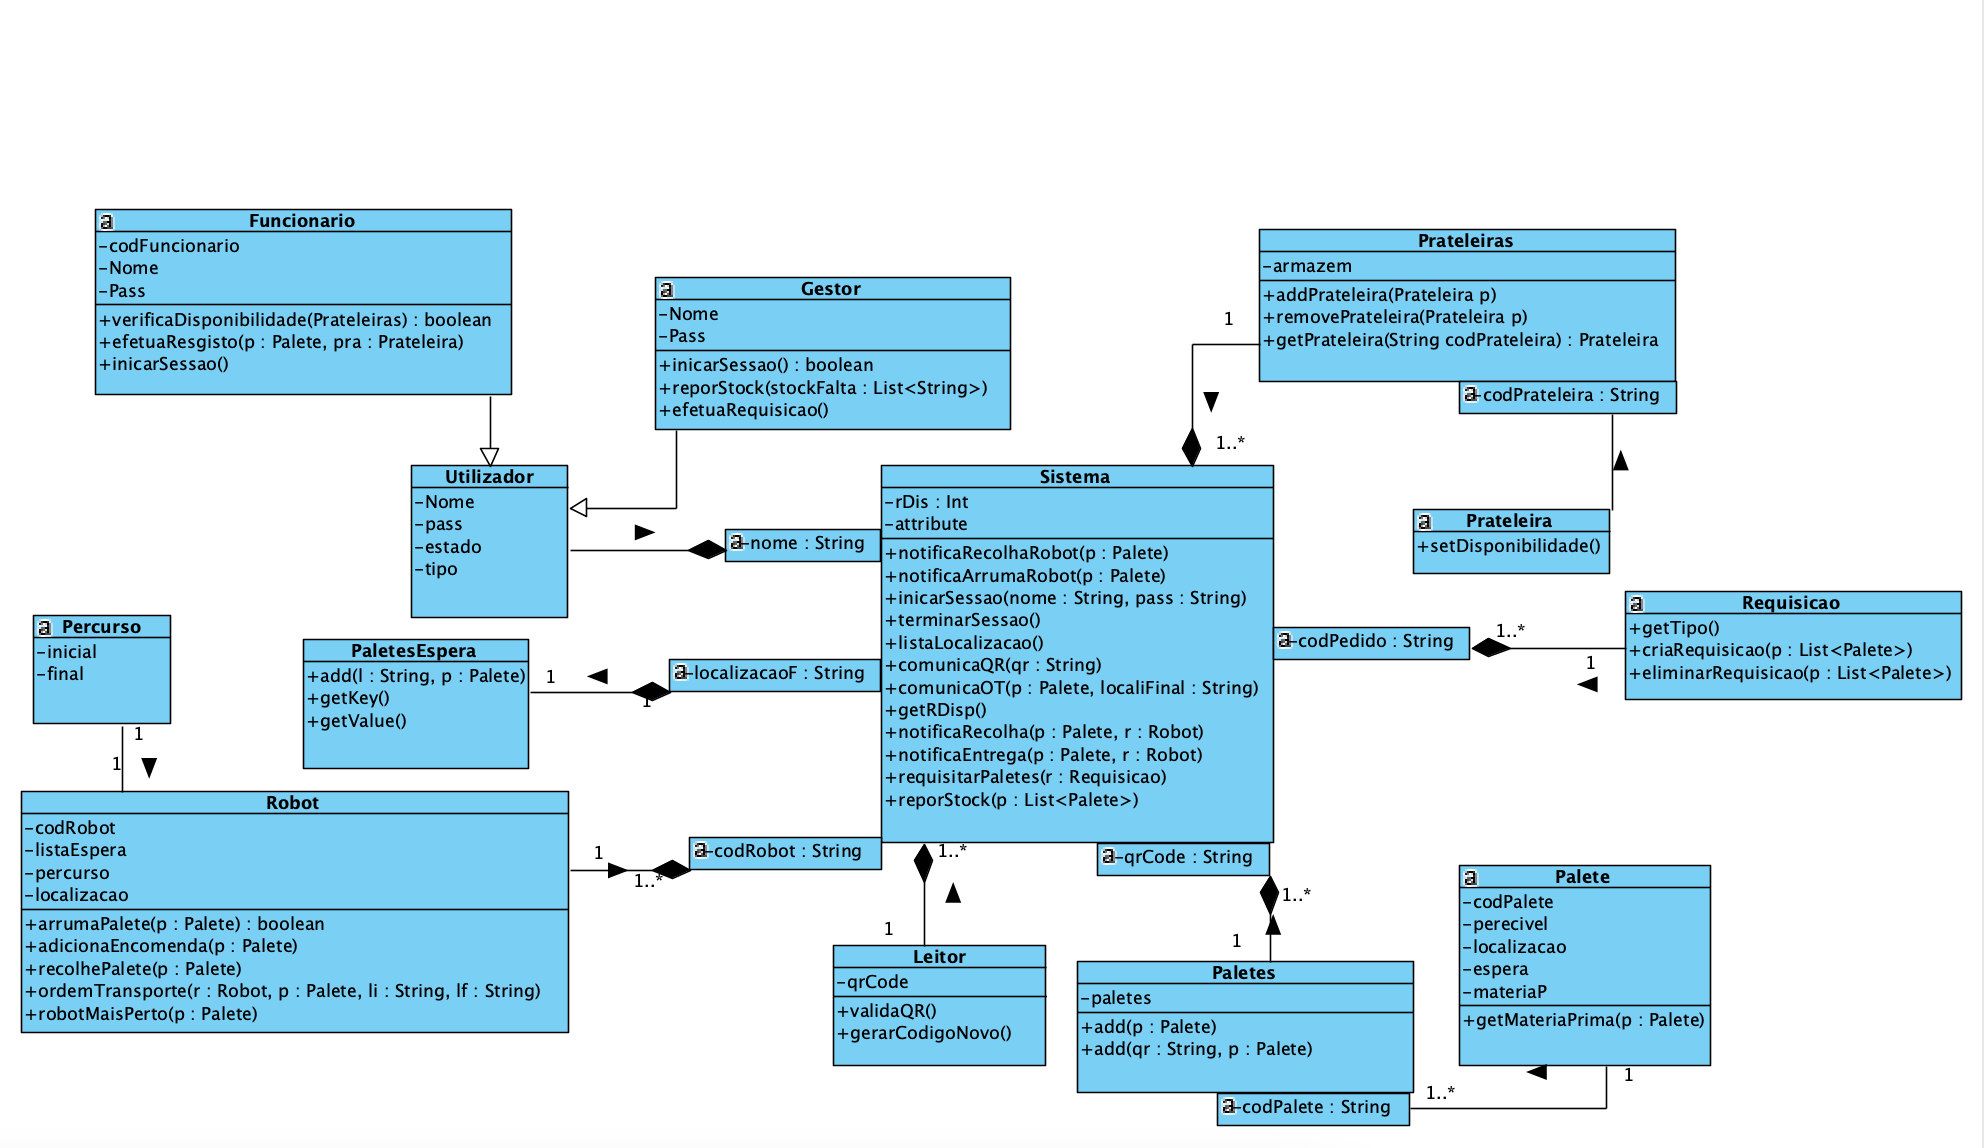 Funcionario
-codFuncionario
-Nome
-Pass
+verificaDisponibilidade(Prateleiras) : boolean
+efetuaResgisto(p : Palete, pra : Prateleira)
+inicarSessao()
Gestor
-Nome
-Pass
+inicarSessao() : boolean
+reporStock(stockFalta : List<String>)
+efetuaRequisicao()
Prateleiras
-armazem
+addPrateleira(Prateleira p)
+removePrateleira(Prateleira p)
+getPrateleira(String codPrateleira) : Prateleira
-codPrateleira : String
1
1..*
Utilizador
-Nome
-pass
-estado
-tipo
-nome : String
Sistema
-rDis : Int
-attribute
+notificaRecolhaRobot(p : Palete)
+notificaArrumaRobot(p : Palete)
+inicarSessao(nome : String, pass : String)
+terminarSessao()
+listaLocalizacao()
+comunicaQR(qr : String)
+comunicaOT(p : Palete, localiFinal : String)
+getRDisp()
+notificaRecolha(p : Palete, r : Robot)
+notificaEntrega(p : Palete, r : Robot)
+requisitarPaletes(r : Requisicao)
+reporStock(p : List<Palete>)
Prateleira
+setDisponibilidade()
-codPedido : String
1..*
1
Requisicao
+getTipo()
+criaRequisicao(p : List<Palete>)
+eliminarRequisicao(p : List<Palete>)
Percurso
-inicial
-final
1
1
PaletesEspera
+add(l : String, p : Palete)
+getKey()
+getValue()
1
1
-localizacaoF : String
Robot
-codRobot
-listaEspera
-percurso
-localizacao
+arrumaPalete(p : Palete) : boolean
+adicionaEncomenda(p : Palete)
+recolhePalete(p : Palete)
+ordemTransporte(r : Robot, p : Palete, li : String, lf : String)
+robotMaisPerto(p : Palete)
1
1..*
-codRobot : String
1..*
1
Leitor
-qrCode
+validaQR()
+gerarCodigoNovo()
-qrCode : String
1..*
1
Paletes
-paletes
+add(p : Palete)
+add(qr : String, p : Palete)
-codPalete : String
1..*
1
Palete
-codPalete
-perecivel
-localizacao
-espera
-materiaP
+getMateriaPrima(p : Palete)